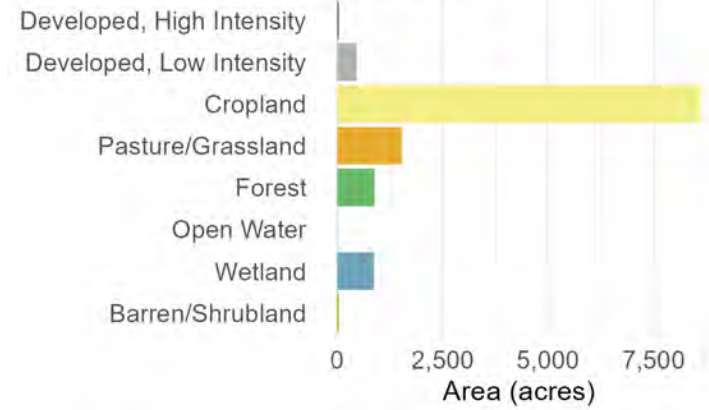 Developed, High Intensity
Developed, Low Intensity
Cropland
Pasture/Grassland
Forest
Open Water
Wetland
Barren/Shrubland
0 2,500 5,000 7,500
Area (acres)